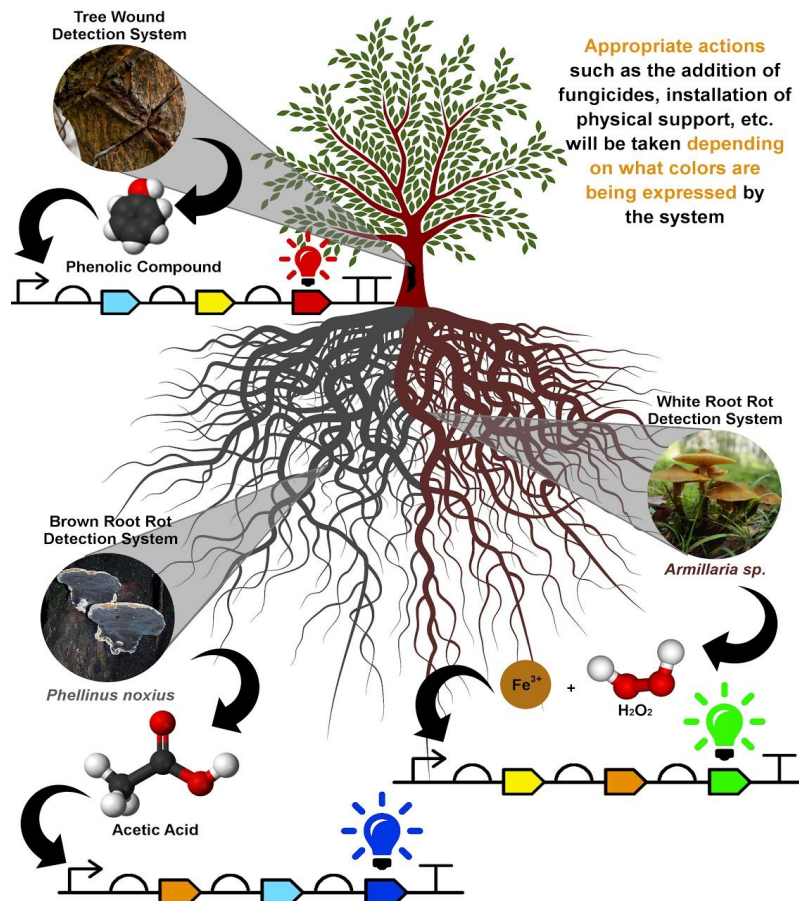 Tree Wound
Detection System
Appropriate actions
such as the addition of
fungicides, installation of
physical support, etc.
will be taken depending
on what colors are
being expressed by
the system
Phenolic Compound
White Root Rot
Detection System
Armillaria sp.
Brown Root Rot
Detection System
Phellinus noxius
Fe³⁺
+
H₂O₂
Acetic Acid